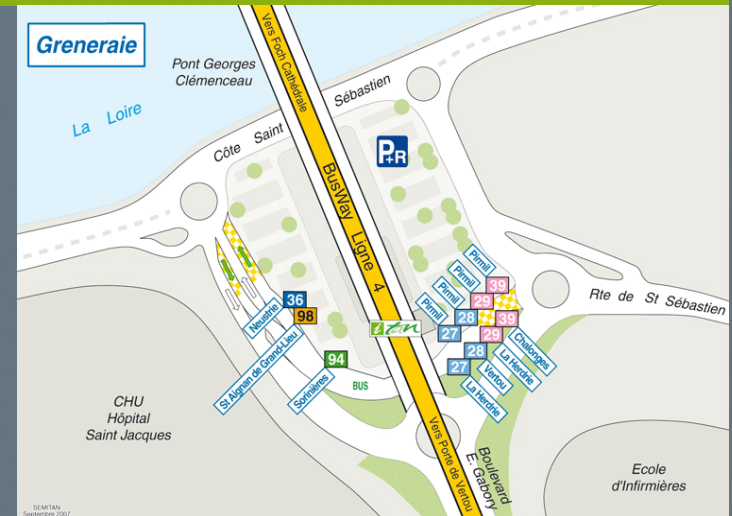 Greneraie
Pont Georges
Clémenceau
La Loire
Côte Saint Sébastien
Vers Foch Cathédrale
BusWay Ligne 4
Vers Porte de Vertou
P+R
Pirmil
Pirmil
Pirmil
Pirmil
39
29
28
27
39
29
28
27
Chalonges
La Herdrie
Vertou
La Herdrie
Rte de St Sébastien
36
98
94
Neustrie
St Aignan de Grand-Lieu
Sorinières
BUS
i tan
CHU
Hôpital
Saint Jacques
Boulevard
E. Gabory
Ecole
d'Infirmières
SEMITAN
Septembre 2007